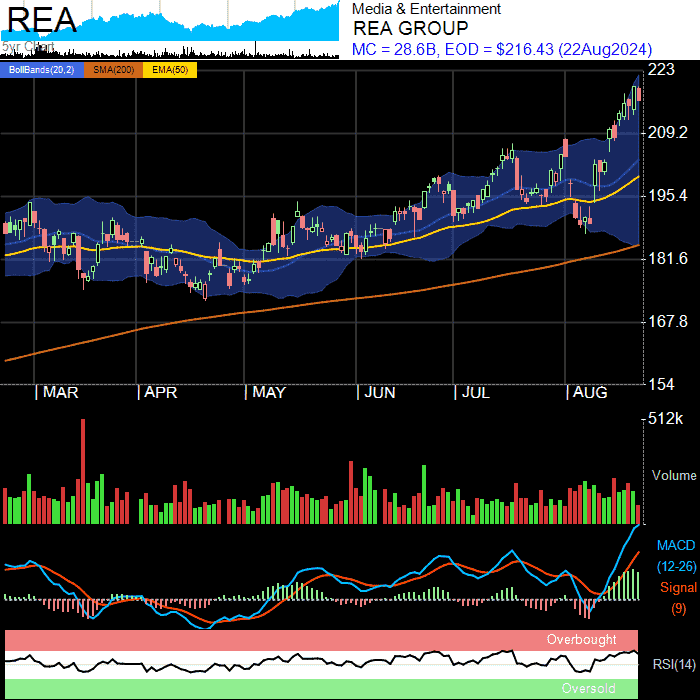 REA
5yr Chart
Media & Entertainment
REA GROUP
MC = 28.6B, EOD = $216.43 (22Aug2024)
BollBands(20,2) SMA(200) EMA(50)
223
209.2
195.4
181.6
167.8
154
|MAR |APR |MAY |JUN |JUL |AUG
512k
Volume
MACD
(12-26)
Signal
(9)
Overbought
RSI(14)
Oversold